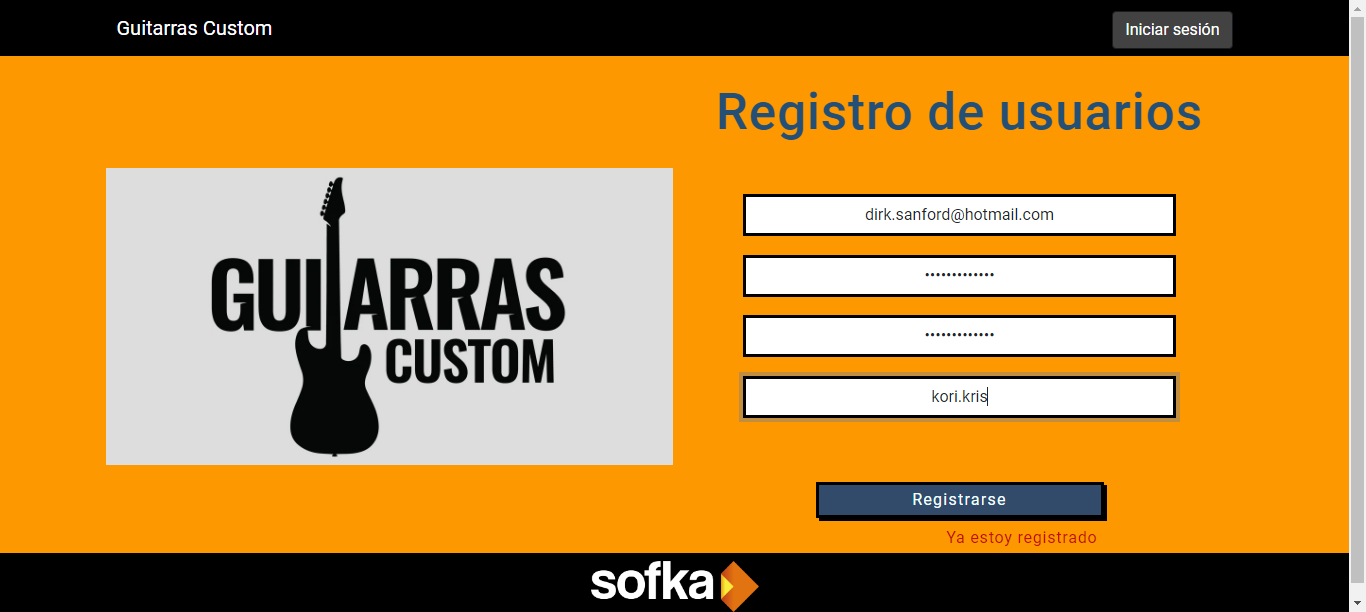 Guitarras Custom
Iniciar sesión
Registro de usuarios
GUITARRAS
CUSTOM
dirk.sanford@hotmail.com
•••••••••••••
•••••••••••••
kori.kris
Registrarse
Ya estoy registrado
sofka